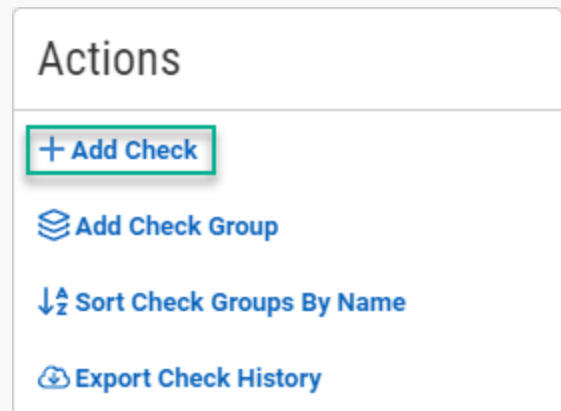 Actions
Add Check
Add Check Group
Sort Check Groups By Name
Export Check History